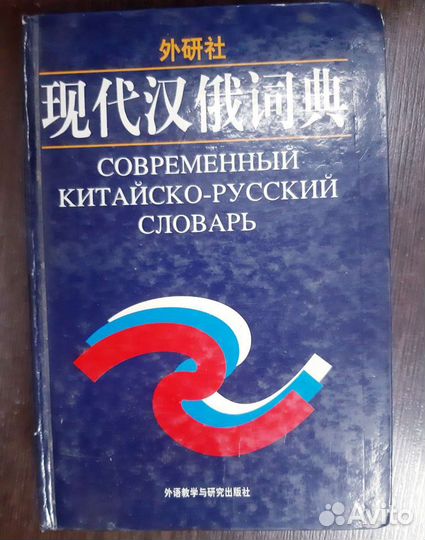 外研社
现代汉俄词典
СОВРЕМЕННЫЙ
КИТАЙСКО-РУССКИЙ
СЛОВАРЬ
外语教学与研究出版社
Avito